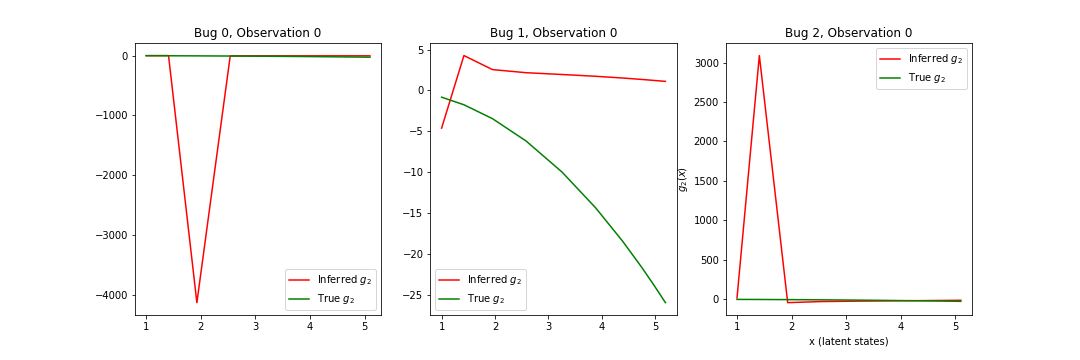 Bug 0, Observation 0
0
−1000
−2000
−3000
−4000
1 2 3 4 5
Inferred g₂
True g₂
Bug 1, Observation 0
5
0
−5
−10
−15
−20
−25
1 2 3 4 5
Inferred g₂
True g₂
Bug 2, Observation 0
g₂(x)
3000
2500
2000
1500
1000
500
0
1 2 3 4 5
x (latent states)
Inferred g₂
True g₂